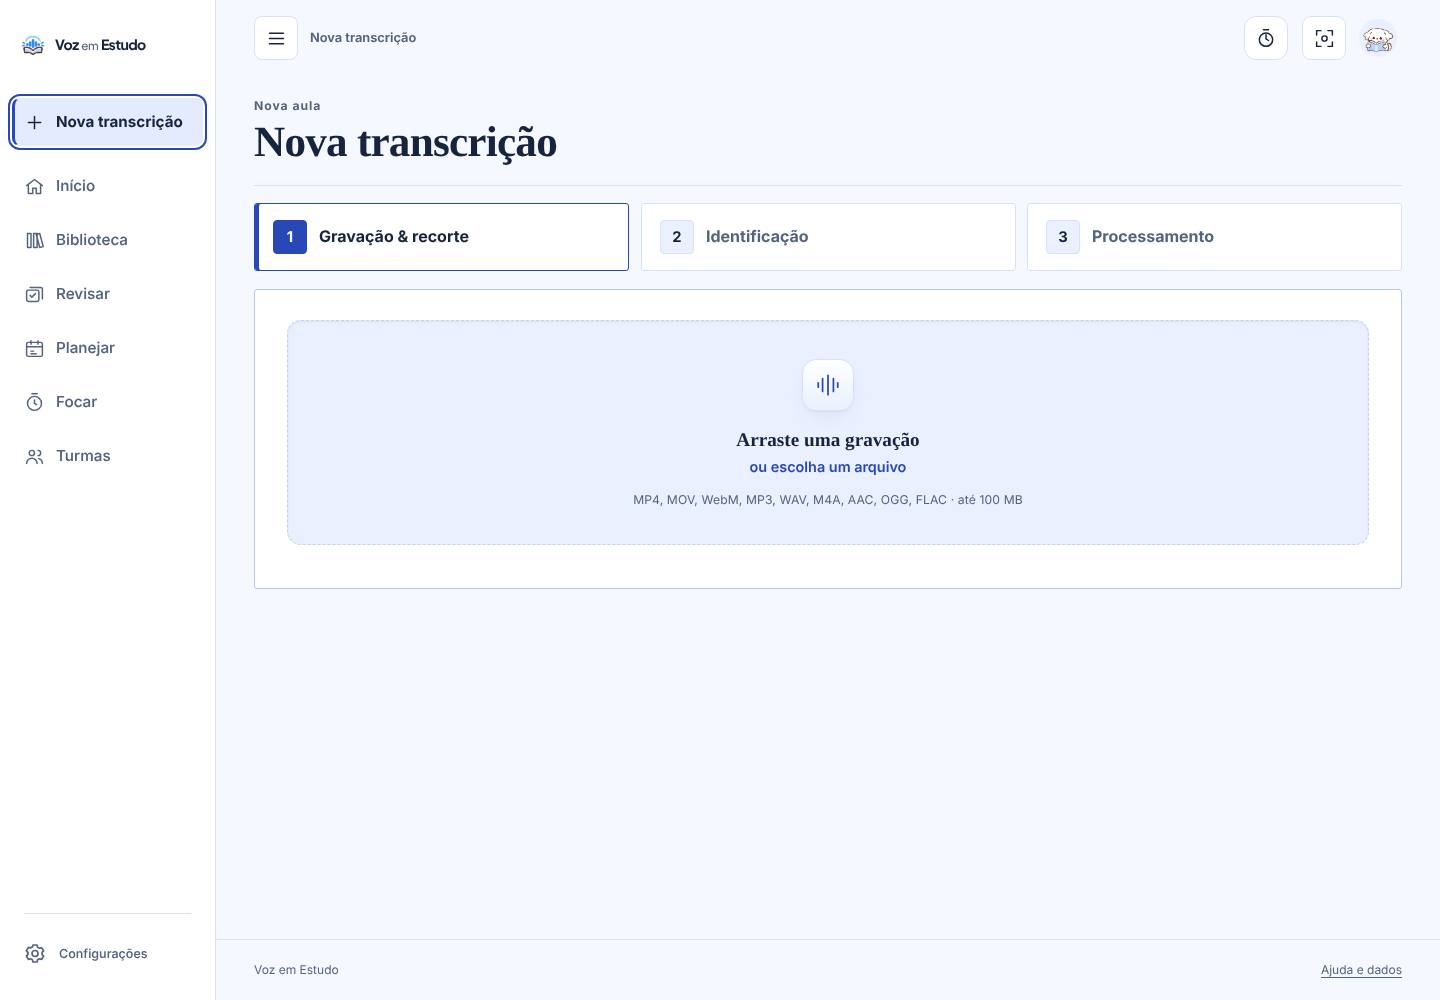 Voz em Estudo
Nova transcrição
Início
Biblioteca
Revisar
Planejar
Focar
Turmas
Configurações
Nova transcrição
Nova aula
Nova transcrição
1 Gravação & recorte
2 Identificação
3 Processamento
Arraste uma gravação
ou escolha um arquivo
MP4, MOV, WebM, MP3, WAV, M4A, AAC, OGG, FLAC · até 100 MB
Voz em Estudo
Ajuda e dados